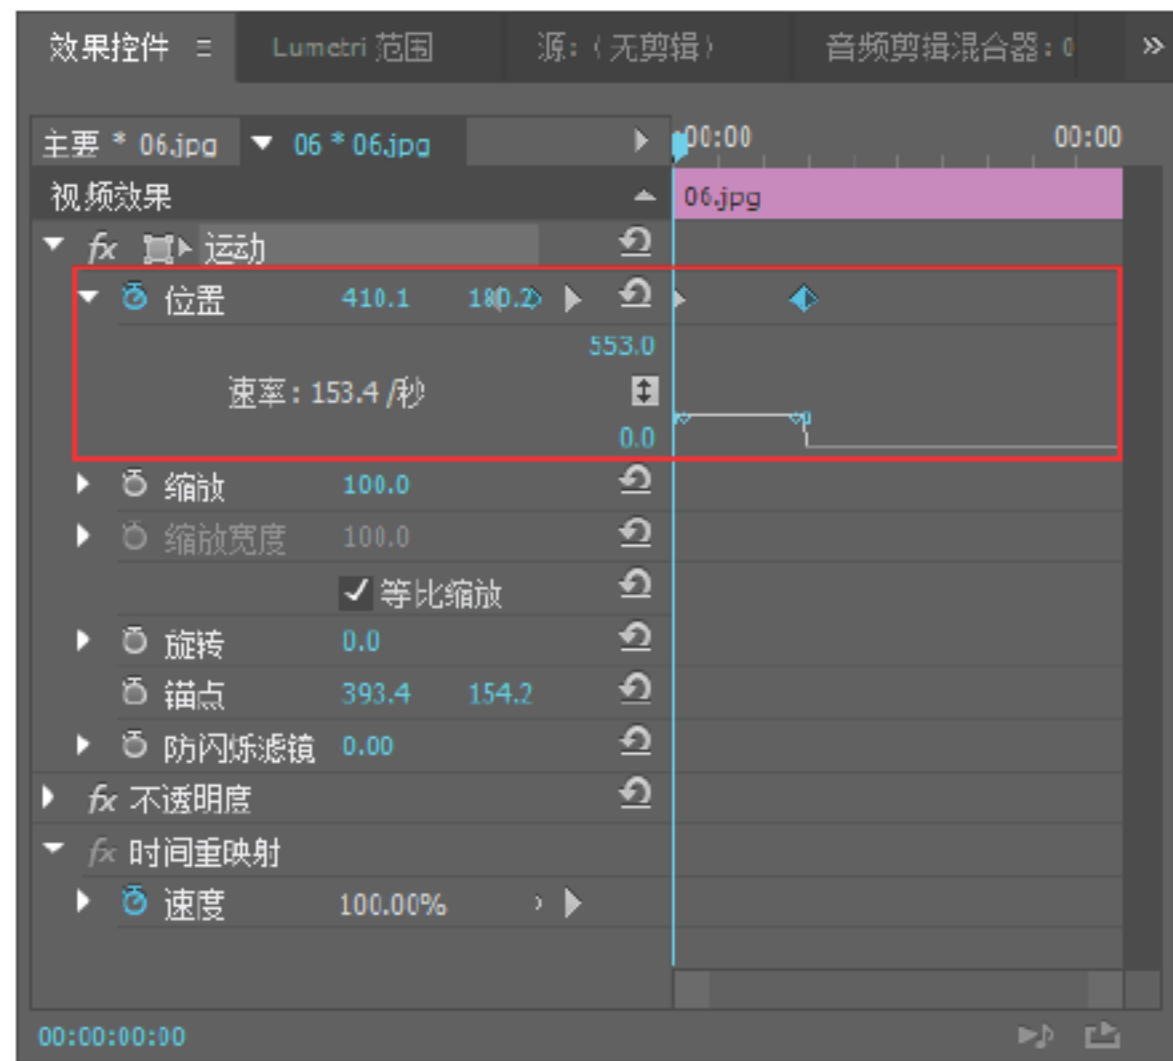 效果控件 Lumetri 范围 源:(无剪辑) 音频剪辑混合器: 0
主要 * 06.jpg 06 * 06.jpg 00:00 00:00
视频效果 06.jpg
fx 运动
位置 410.1 180.2
553.0
速率: 153.4 /秒
0.0
缩放 100.0
缩放宽度 100.0
等比缩放
旋转 0.0
锚点 393.4 154.2
防闪烁滤镜 0.00
fx 不透明度
fx 时间重映射
速度 100.00%
00:00:00:00